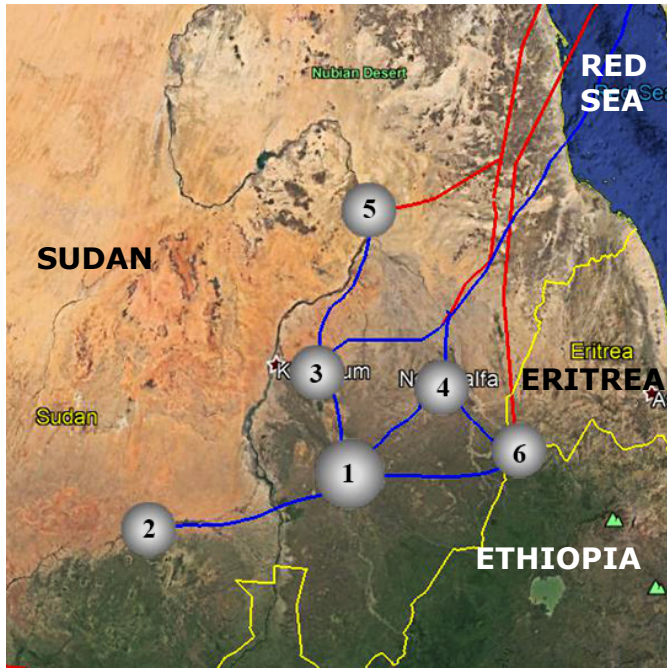 RED
SEA
Nubian Desert
5
SUDAN
3
4
Eritrea
ERITREA
Sudan
6
1
2
ETHIOPIA